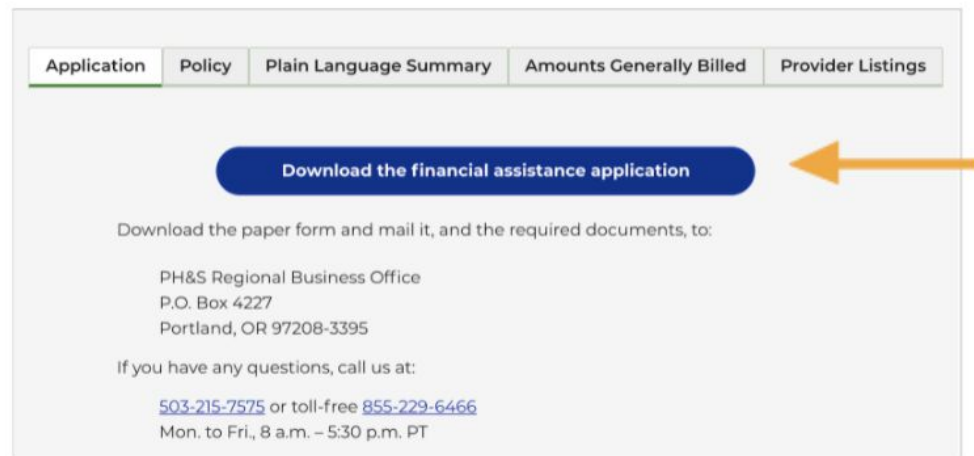 Application Policy Plain Language Summary Amounts Generally Billed Provider Listings
Download the financial assistance application
Download the paper form and mail it, and the required documents, to:
PH&S Regional Business Office
P.O. Box 4227
Portland, OR 97208-3395
If you have any questions, call us at:
503-215-7575 or toll-free 855-229-6466
Mon. to Fri., 8 a.m. – 5:30 p.m. PT